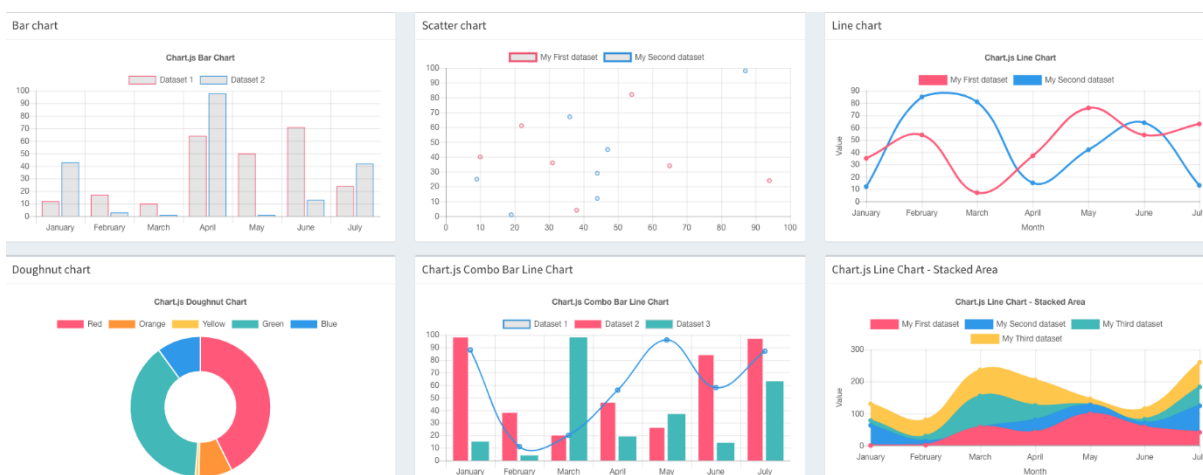 Bar chart
Chart.js Bar Chart
Dataset 1 Dataset 2
100
90
80
70
60
50
40
30
20
10
0
January February March April May June July
Scatter chart
My First dataset My Second dataset
100
90
80
70
60
50
40
30
20
10
0
0 10 20 30 40 50 60 70 80 90 100
Line chart
Chart.js Line Chart
My First dataset My Second dataset
Value
90
80
70
60
50
40
30
20
10
0
January February March April May June Jul
Month
Doughnut chart
Chart.js Doughnut Chart
Red Orange Yellow Green Blue
Chart.js Combo Bar Line Chart
Chart.js Combo Bar Line Chart
Dataset 1 Dataset 2 Dataset 3
100
90
80
70
60
50
40
30
20
10
0
January February March April May June July
Chart.js Line Chart - Stacked Area
Chart.js Line Chart - Stacked Area
My First dataset My Second dataset My Third dataset
My Third dataset
Value
300
200
100
0
January February March April May June Jul
Month